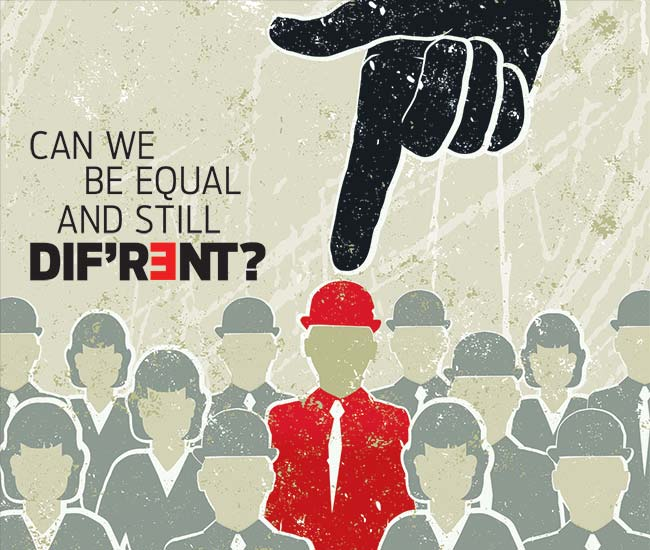 CAN WE
BE EQUAL
AND STILL
DIF'RENT?